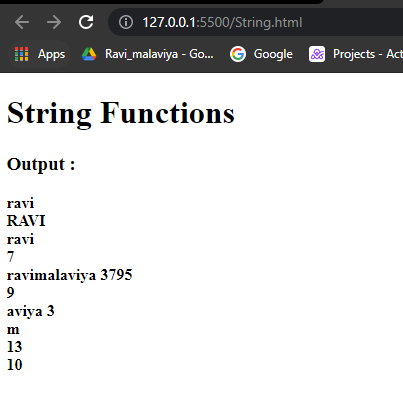 127.0.0.1:5500/String.html
Apps Ravi_malaviya - Go... Google Projects - Act
String Functions
Output :
ravi
RAVI
ravi
7
ravimalaviya 3795
9
aviya 3
m
13
10